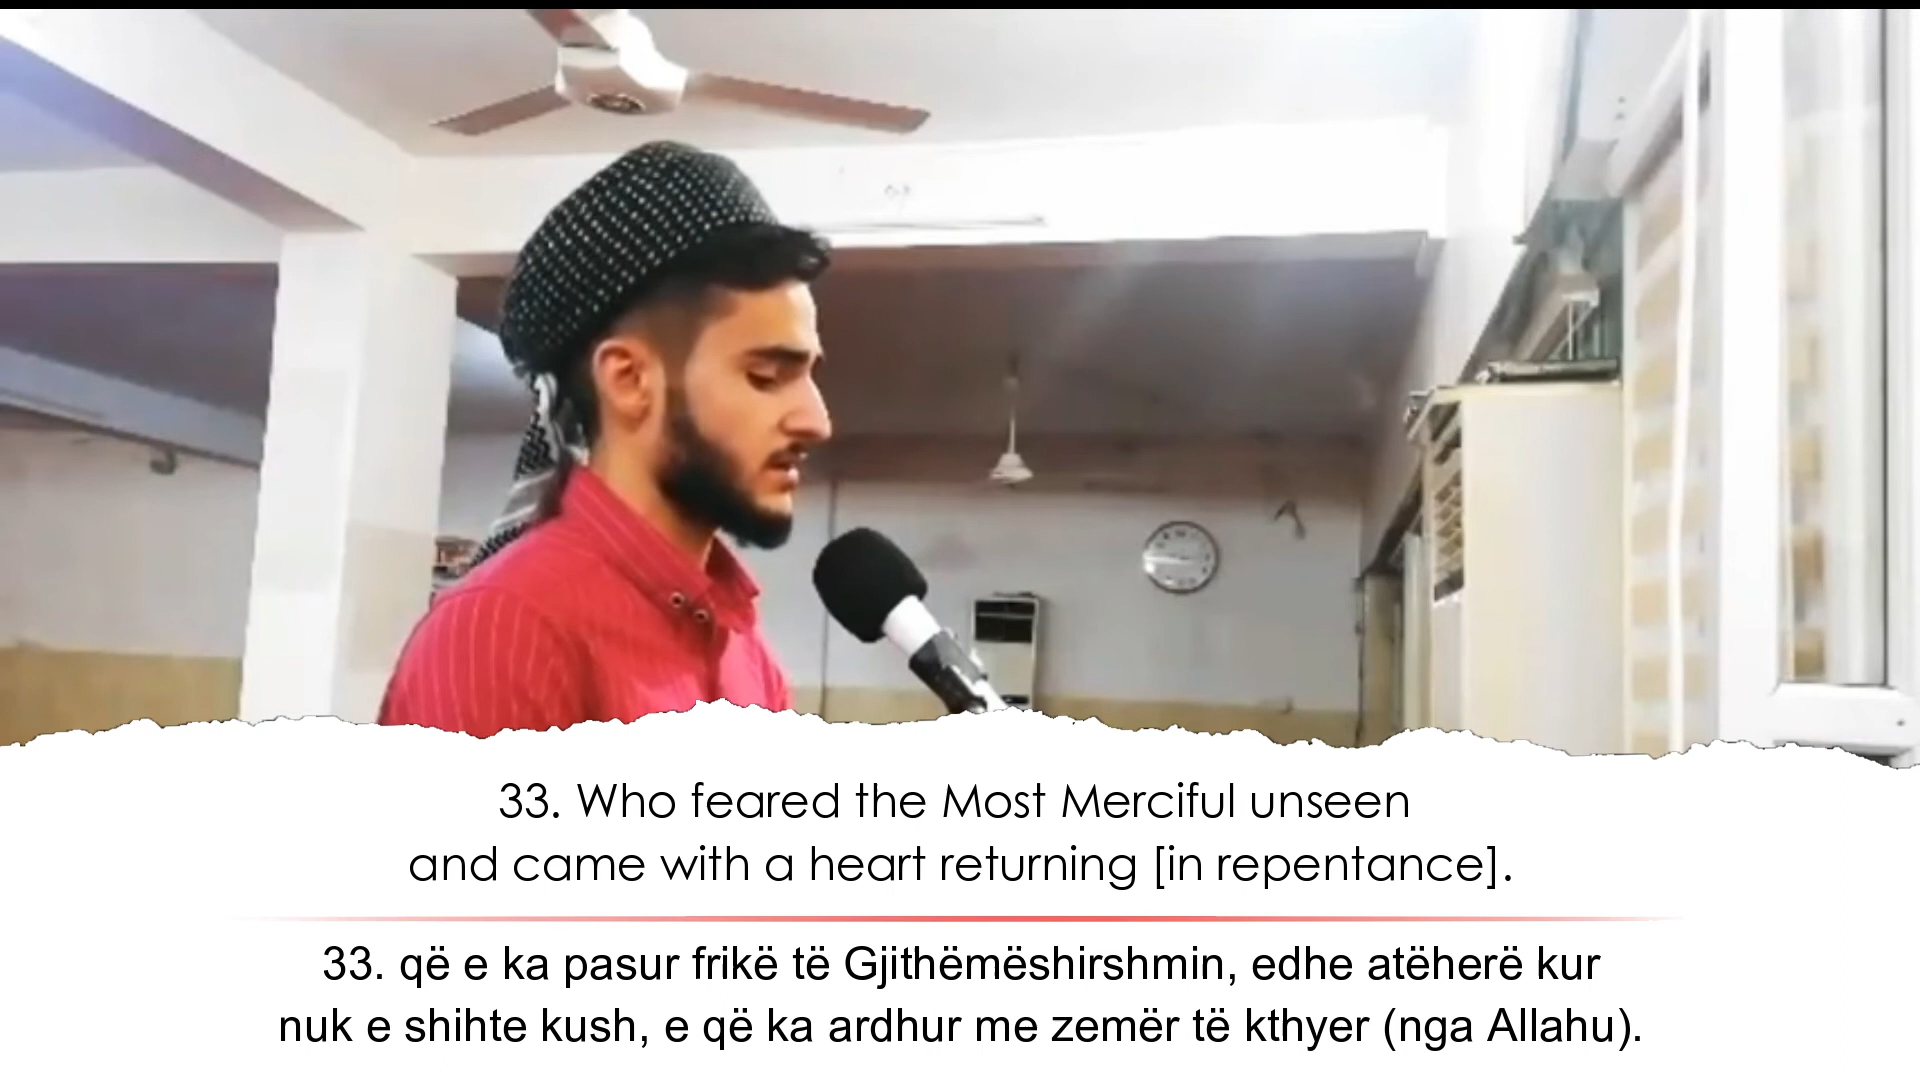 33. Who feared the Most Merciful unseen
and came with a heart returning [in repentance].
33. që e ka pasur frikë të Gjithëmëshirshmin, edhe atëherë kur
nuk e shihte kush, e që ka ardhur me zemër të kthyer (nga Allahu).